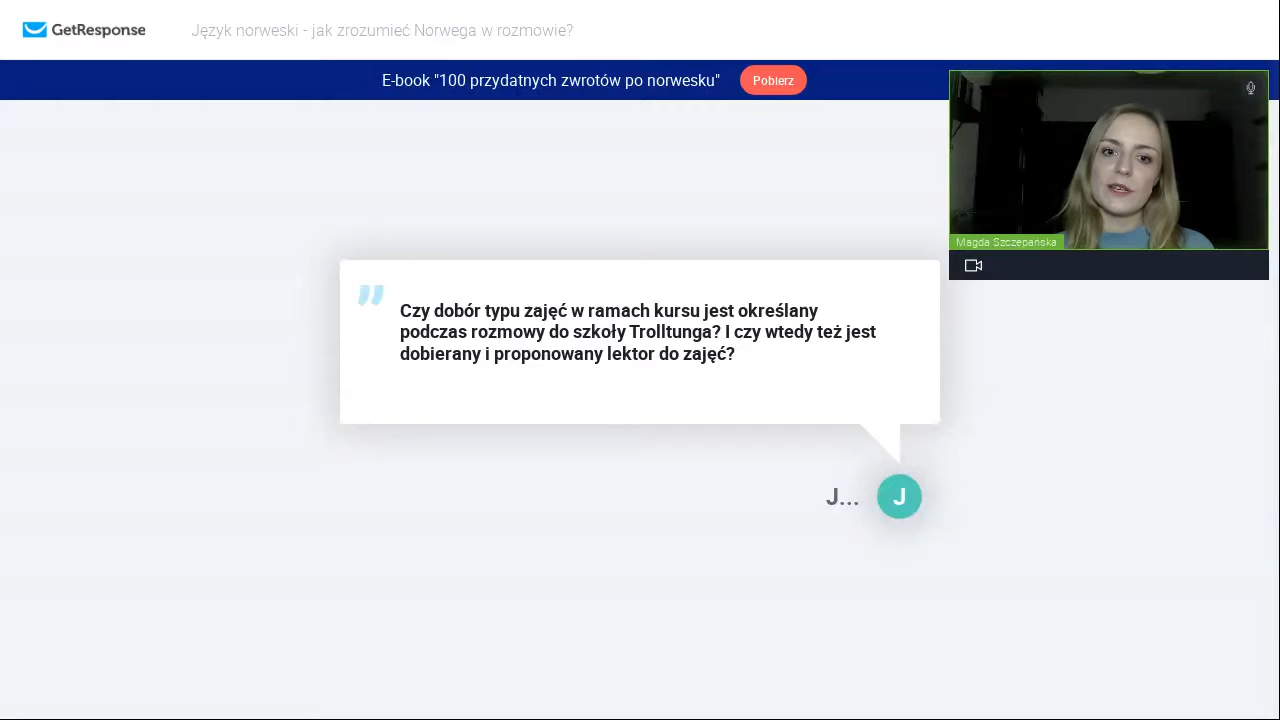 GetResponse
Język norweski - jak zrozumieć Norwega w rozmowie?
E-book "100 przydatnych zwrotów po norwesku"
Pobierz
Magda Szczepańska
Czy dobór typu zajęć w ramach kursu jest określany
podczas rozmowy do szkoły Trolltunga? I czy wtedy też jest
dobierany i proponowany lektor do zajęć?
J...
J